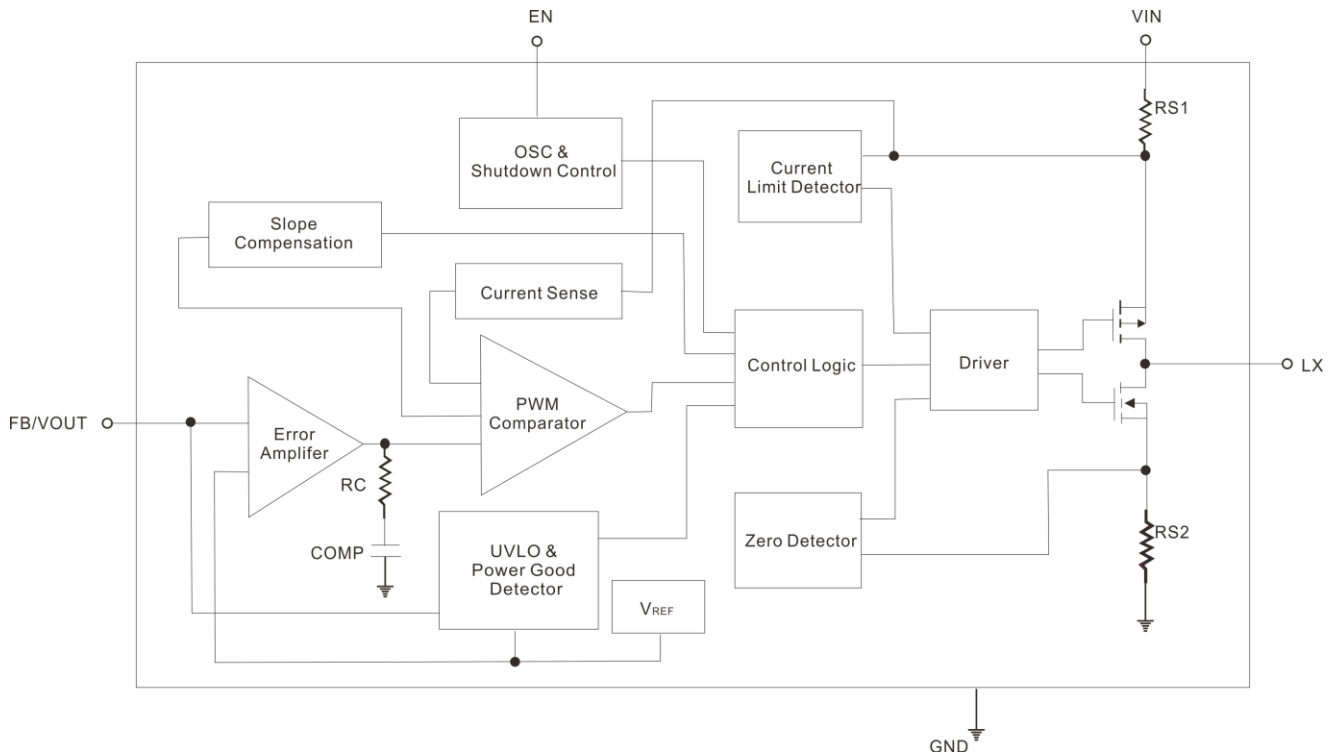 EN
VIN
RS1
OSC &
Shutdown Control
Current
Limit Detector
Slope
Compensation
Current Sense
Control Logic
Driver
LX
PWM
Comparator
FB/VOUT
Error
Amplifer
RC
COMP
UVLO &
Power Good
Detector
Zero Detector
RS2
VREF
GND